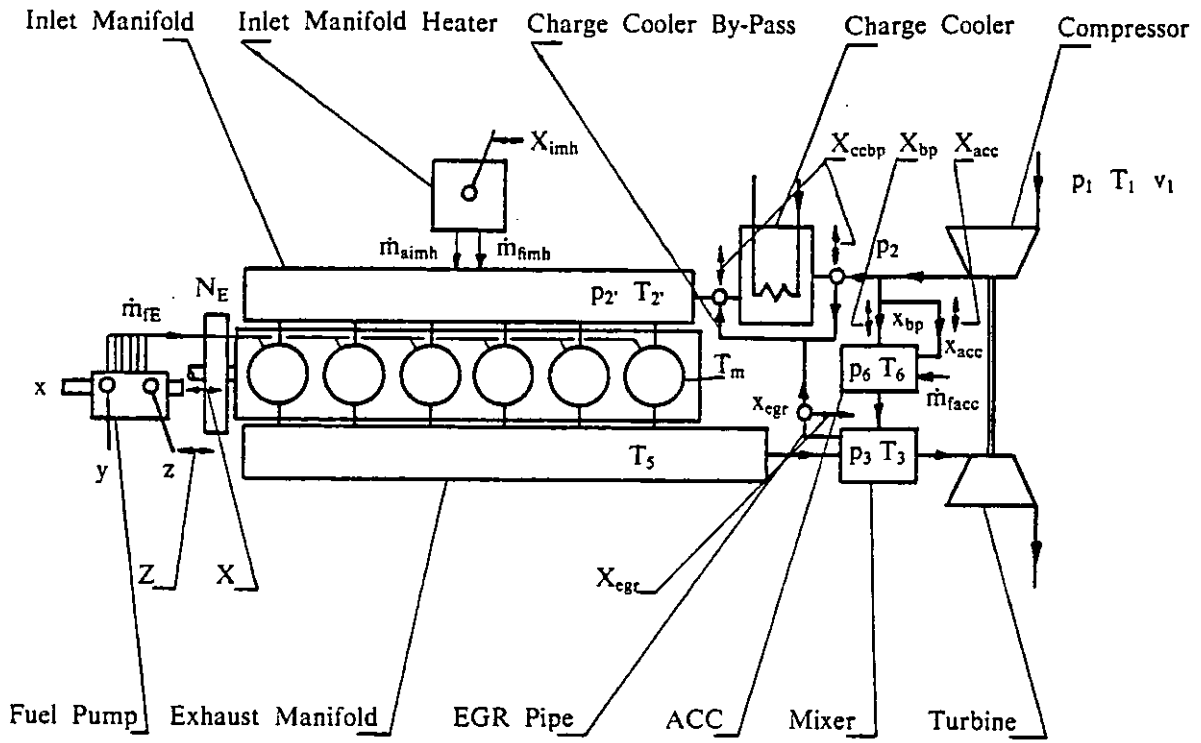 Inlet Manifold Inlet Manifold Heater Charge Cooler By-Pass Charge Cooler Compressor
X_imh
X_ccbp X_bp X_acc
p_1 T_1 v_1
ṁ_aimh ṁ_fimh
p_2
N_E
p_2' T_2'
ṁ_fE
x_bp
x_acc
T_m
p_6 T_6
x
x_egr
ṁ_facc
y z
T_5
p_3 T_3
Z X
X_egr
Fuel Pump Exhaust Manifold EGR Pipe ACC Mixer Turbine